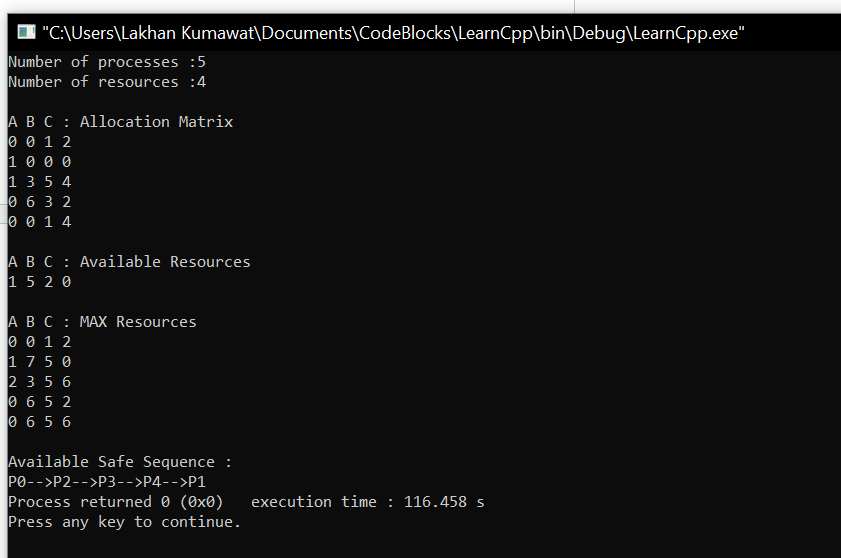 "C:\Users\Lakhan Kumawat\Documents\CodeBlocks\LearnCpp\bin\Debug\LearnCpp.exe"
Number of processes :5
Number of resources :4
A B C : Allocation Matrix
0 0 1 2
1 0 0 0
1 3 5 4
0 6 3 2
0 0 1 4
A B C : Available Resources
1 5 2 0
A B C : MAX Resources
0 0 1 2
1 7 5 0
2 3 5 6
0 6 5 2
0 6 5 6
Available Safe Sequence :
P0-->P2-->P3-->P4-->P1
Process returned 0 (0x0)   execution time : 116.458 s
Press any key to continue.